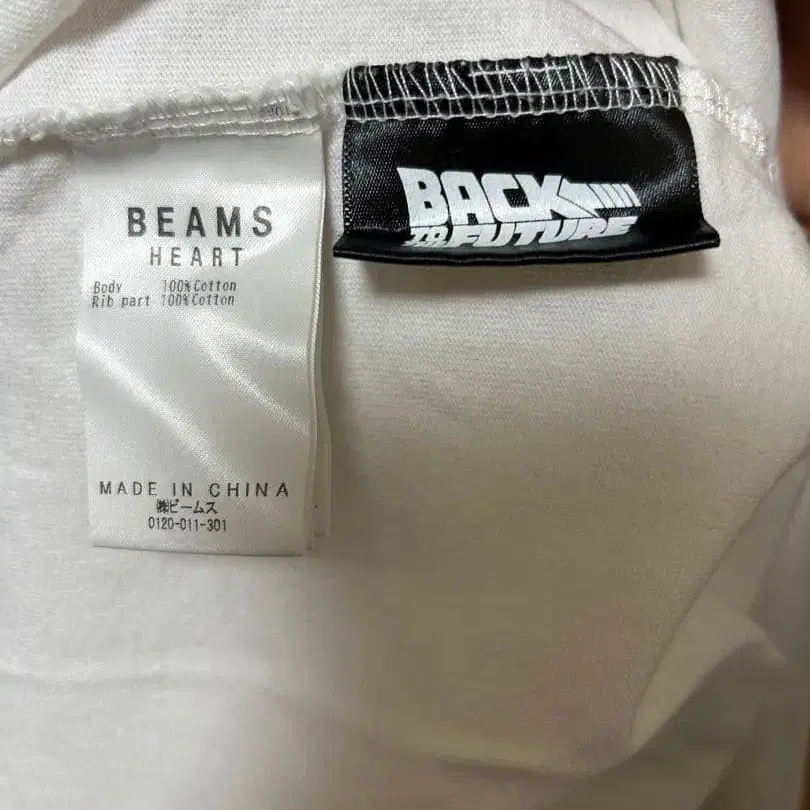 BEAMS
HEART
Body 100% Cotton
Rib part 100% Cotton
MADE IN CHINA
㈱ビームス
0120-011-301
BACK
TO THE FUTURE